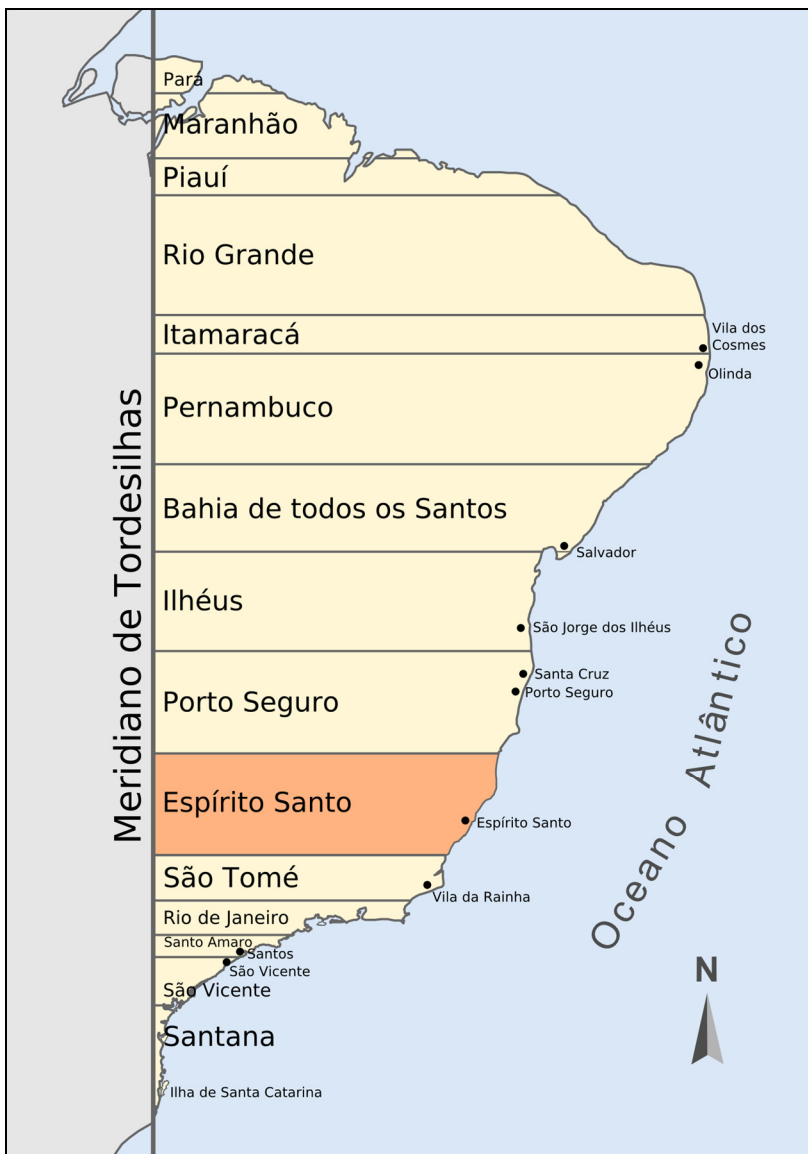 Pará
Maranhão
Piauí
Rio Grande
Itamaracá
Vila dos
Cosmes
Olinda
Pernambuco
Meridiano de Tordesilhas
Bahia de todos os Santos
Salvador
Ilhéus
São Jorge dos Ilhéus
Santa Cruz
Porto Seguro
Porto Seguro
Oceano Atlântico
Espírito Santo
Espírito Santo
São Tomé
Vila da Rainha
Rio de Janeiro
Santo Amaro
Santos
São Vicente
São Vicente
N
Santana
Ilha de Santa Catarina